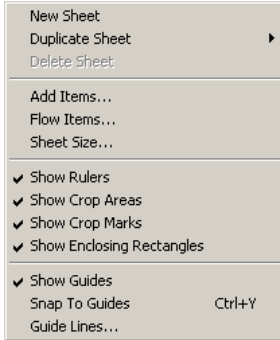 New Sheet
Duplicate Sheet
Delete Sheet
Add Items...
Flow Items...
Sheet Size...
Show Rulers
Show Crop Areas
Show Crop Marks
Show Enclosing Rectangles
Show Guides
Snap To Guides Ctrl+Y
Guide Lines...